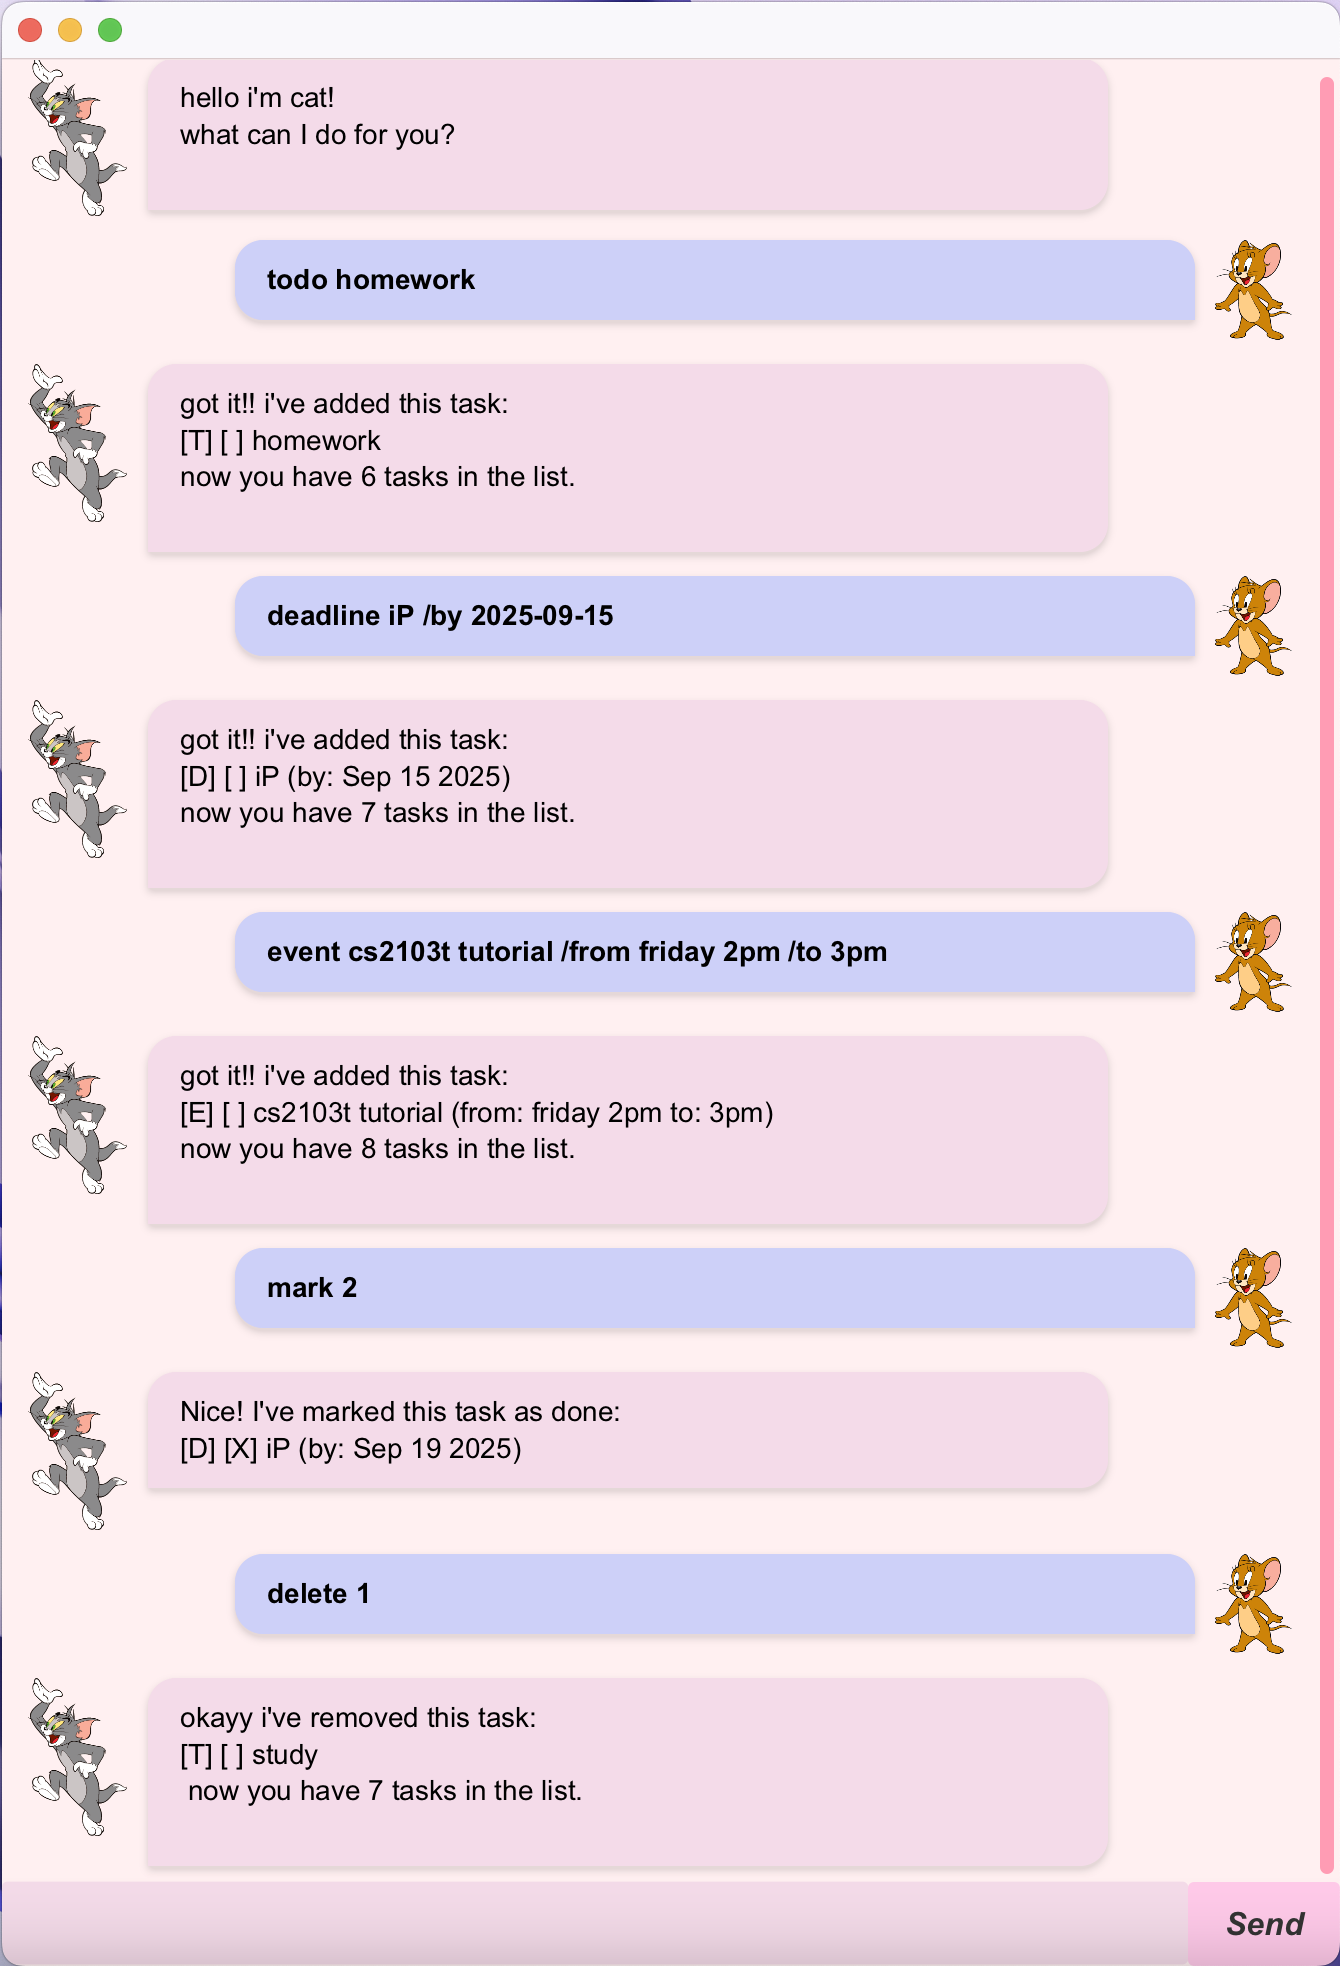 hello i'm cat!
what can I do for you?
todo homework
got it!! i've added this task:
[T] [ ] homework
now you have 6 tasks in the list.
deadline iP /by 2025-09-15
got it!! i've added this task:
[D] [ ] iP (by: Sep 15 2025)
now you have 7 tasks in the list.
event cs2103t tutorial /from friday 2pm /to 3pm
got it!! i've added this task:
[E] [ ] cs2103t tutorial (from: friday 2pm to: 3pm)
now you have 8 tasks in the list.
mark 2
Nice! I've marked this task as done:
[D] [X] iP (by: Sep 19 2025)
delete 1
okayy i've removed this task:
[T] [ ] study
now you have 7 tasks in the list.
Send